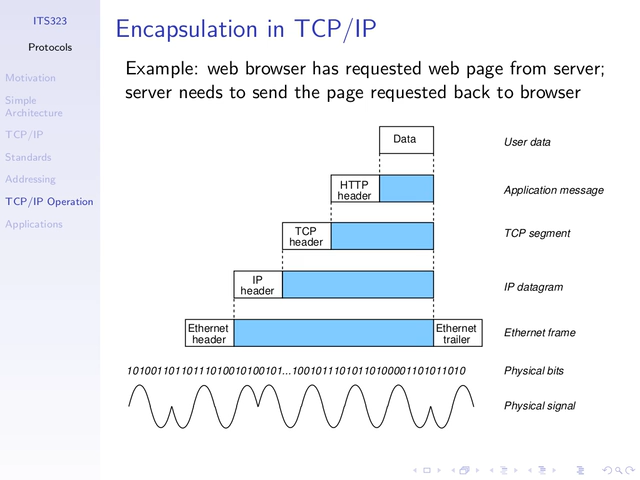 ITS323
Protocols
Motivation
Simple
Architecture
TCP/IP
Standards
Addressing
TCP/IP Operation
Applications
Encapsulation in TCP/IP
Example: web browser has requested web page from server;
server needs to send the page requested back to browser
Data
User data
HTTP
header
Application message
TCP
header
TCP segment
IP
header
IP datagram
Ethernet
header
Ethernet
trailer
Ethernet frame
1010011011011101001010010 0101...1001011101011010000110101 1010
Physical bits
Physical signal